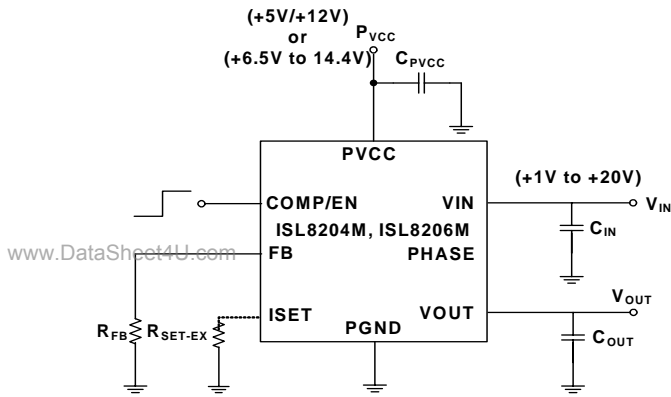 (+5V/+12V)
or
(+6.5V to 14.4V)
PVCC
CPVCC
PVCC
COMP/EN
VIN
(+1V to +20V)
VIN
ISL8204M, ISL8206M
CIN
www.DataSheet4U.com
FB
PHASE
ISET
VOUT
VOUT
RFB
RSET-EX
PGND
COUT